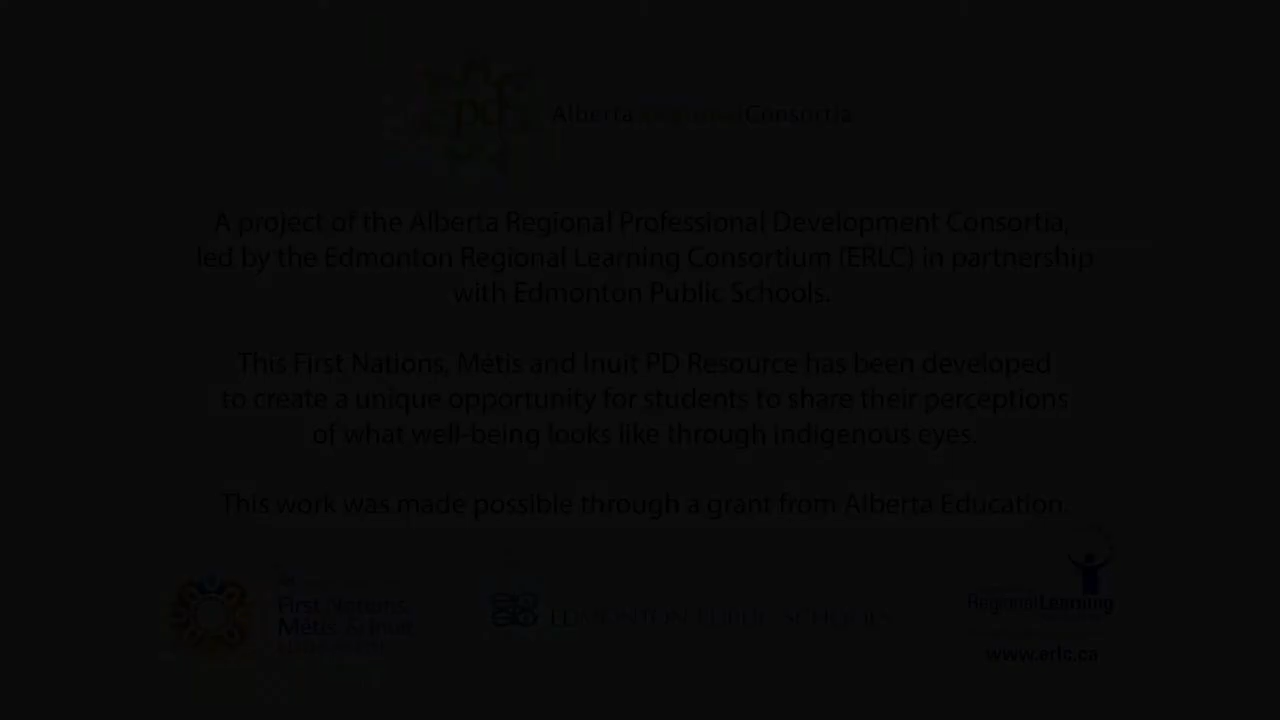 pd
Alberta Regional Consortia
A project of the Alberta Regional Professional Development Consortia,
led by the Edmonton Regional Learning Consortium (ERLC) in partnership
with Edmonton Public Schools.
This First Nations, Métis and Inuit PD Resource has been developed
to create a unique opportunity for students to share their perceptions
of what well-being looks like through indigenous eyes.
This work was made possible through a grant from Alberta Education.
First Nations,
Métis & Inuit
EDMONTON PUBLIC SCHOOLS
RegionalLearning
www.erlc.ca